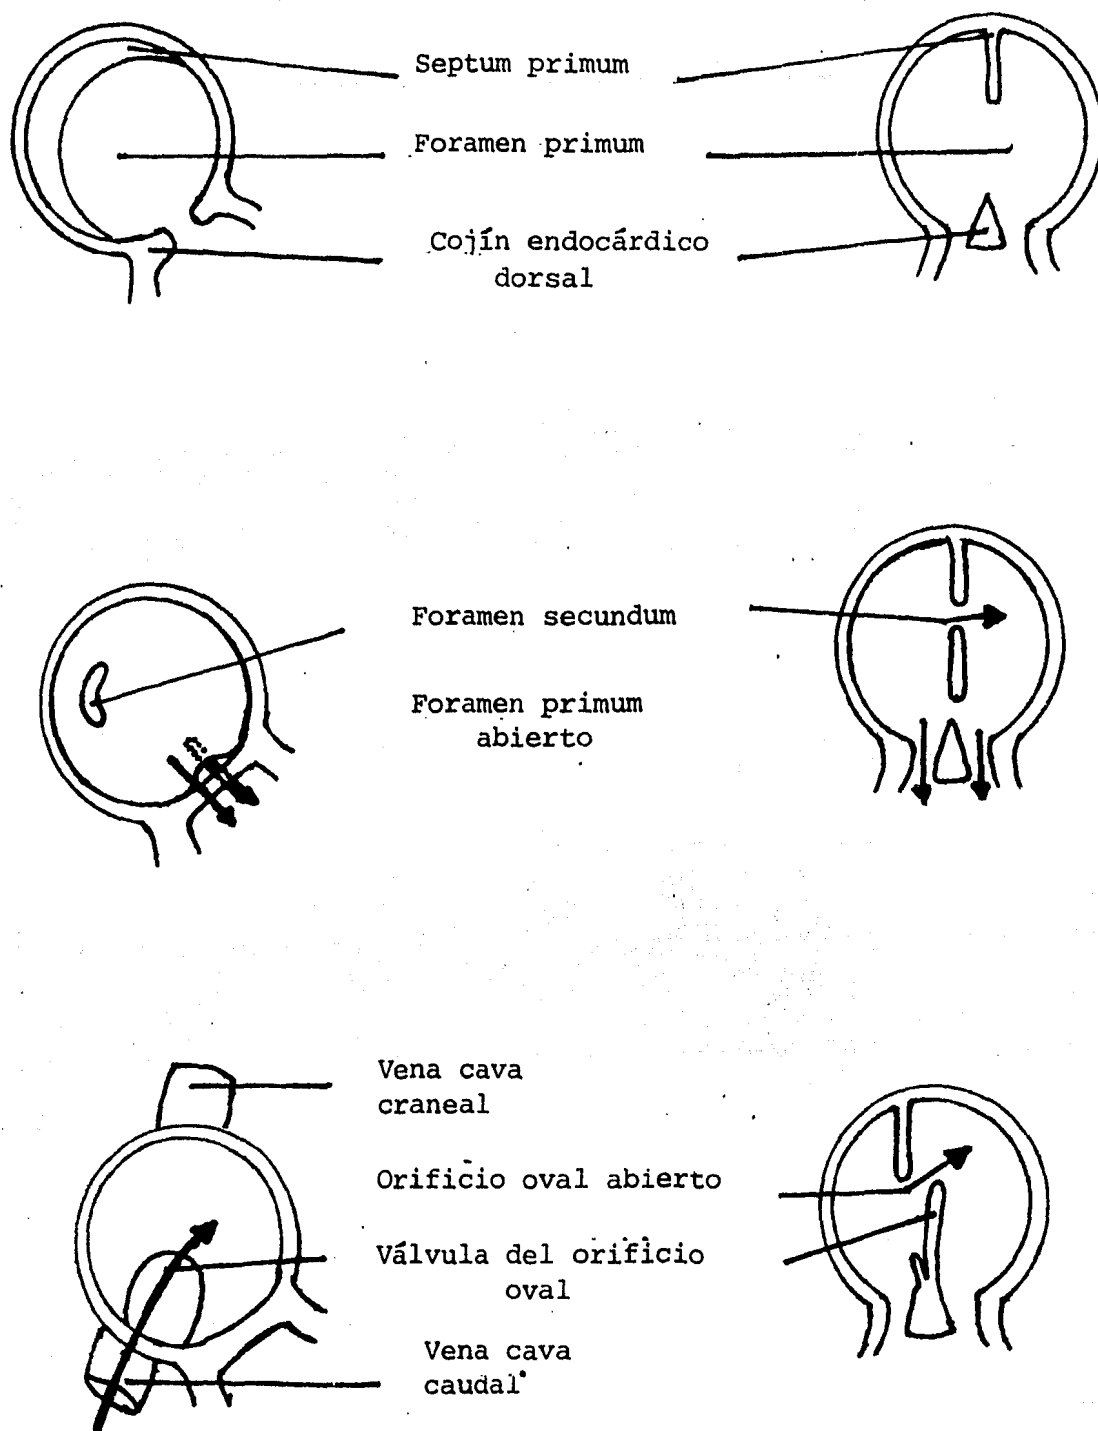 Septum primum
Foramen primum
Cojín endocárdico
dorsal
Foramen secundum
Foramen primum
abierto
Vena cava
craneal
Orificio oval abierto
Válvula del orificio
oval
Vena cava
caudal